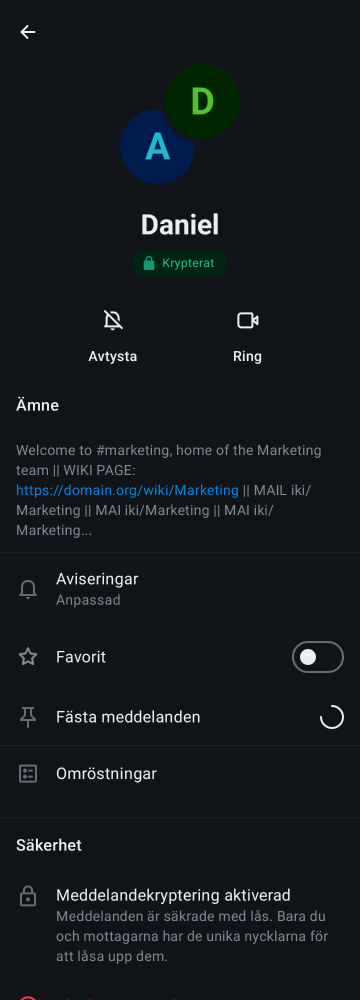 D
A
Daniel
Krypterat
Avtysta
Ring
Ämne
Welcome to #marketing, home of the Marketing
team || WIKI PAGE:
https://domain.org/wiki/Marketing || MAIL iki/
Marketing || MAI iki/Marketing || MAI iki/
Marketing...
Aviseringar
Anpassad
Favorit
Fästa meddelanden
Omröstningar
Säkerhet
Meddelandekryptering aktiverad
Meddelanden är säkrade med lås. Bara du
och mottagarna har de unika nycklarna för
att låsa upp dem.